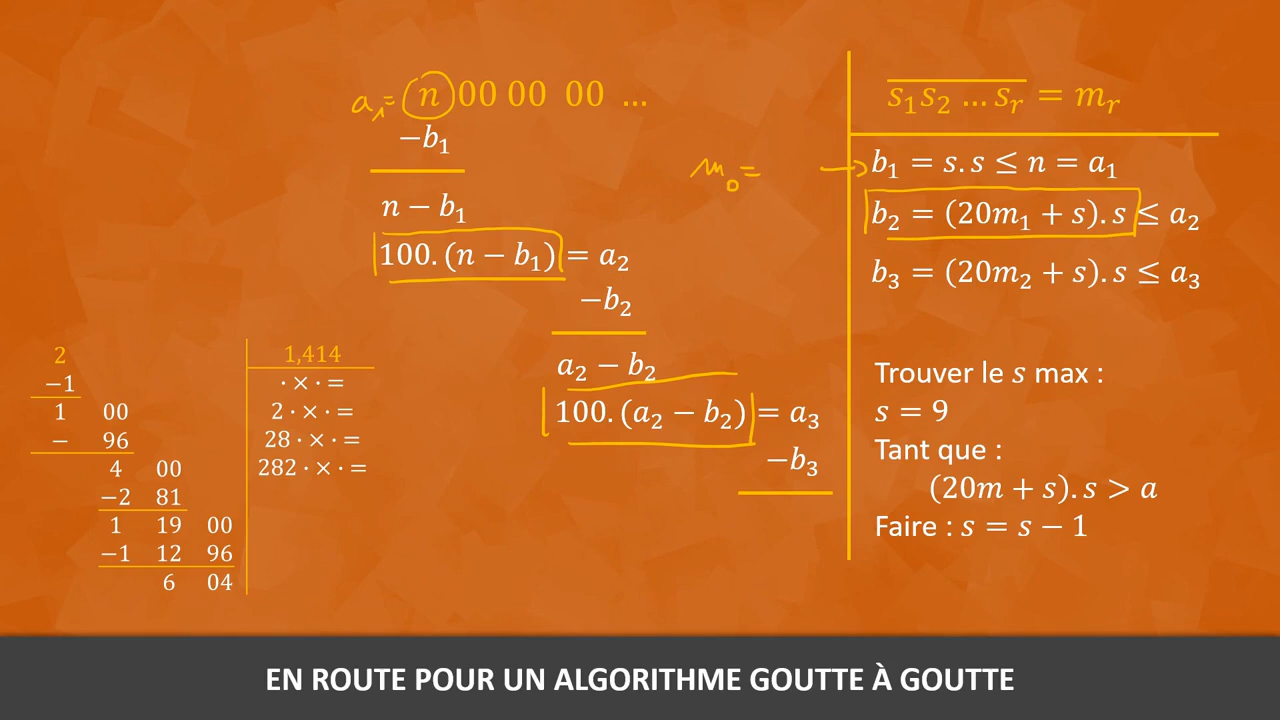 a₁= n 00 00 00 ...
−b₁
n − b₁
100. (n − b₁) = a₂
−b₂
a₂ − b₂
100. (a₂ − b₂) = a₃
−b₃
m₀=
s₁s₂ … sᵣ = mᵣ
b₁ = s. s ≤ n = a₁
b₂ = (20m₁ + s). s ≤ a₂
b₃ = (20m₂ + s). s ≤ a₃
Trouver le s max :
s = 9
Tant que :
(20m + s). s > a
Faire : s = s − 1
2
−1
1 00
− 96
4 00
−2 81
1 19 00
−1 12 96
6 04
1,414
· × · =
2 · × · =
28 · × · =
282 · × · =
EN ROUTE POUR UN ALGORITHME GOUTTE À GOUTTE